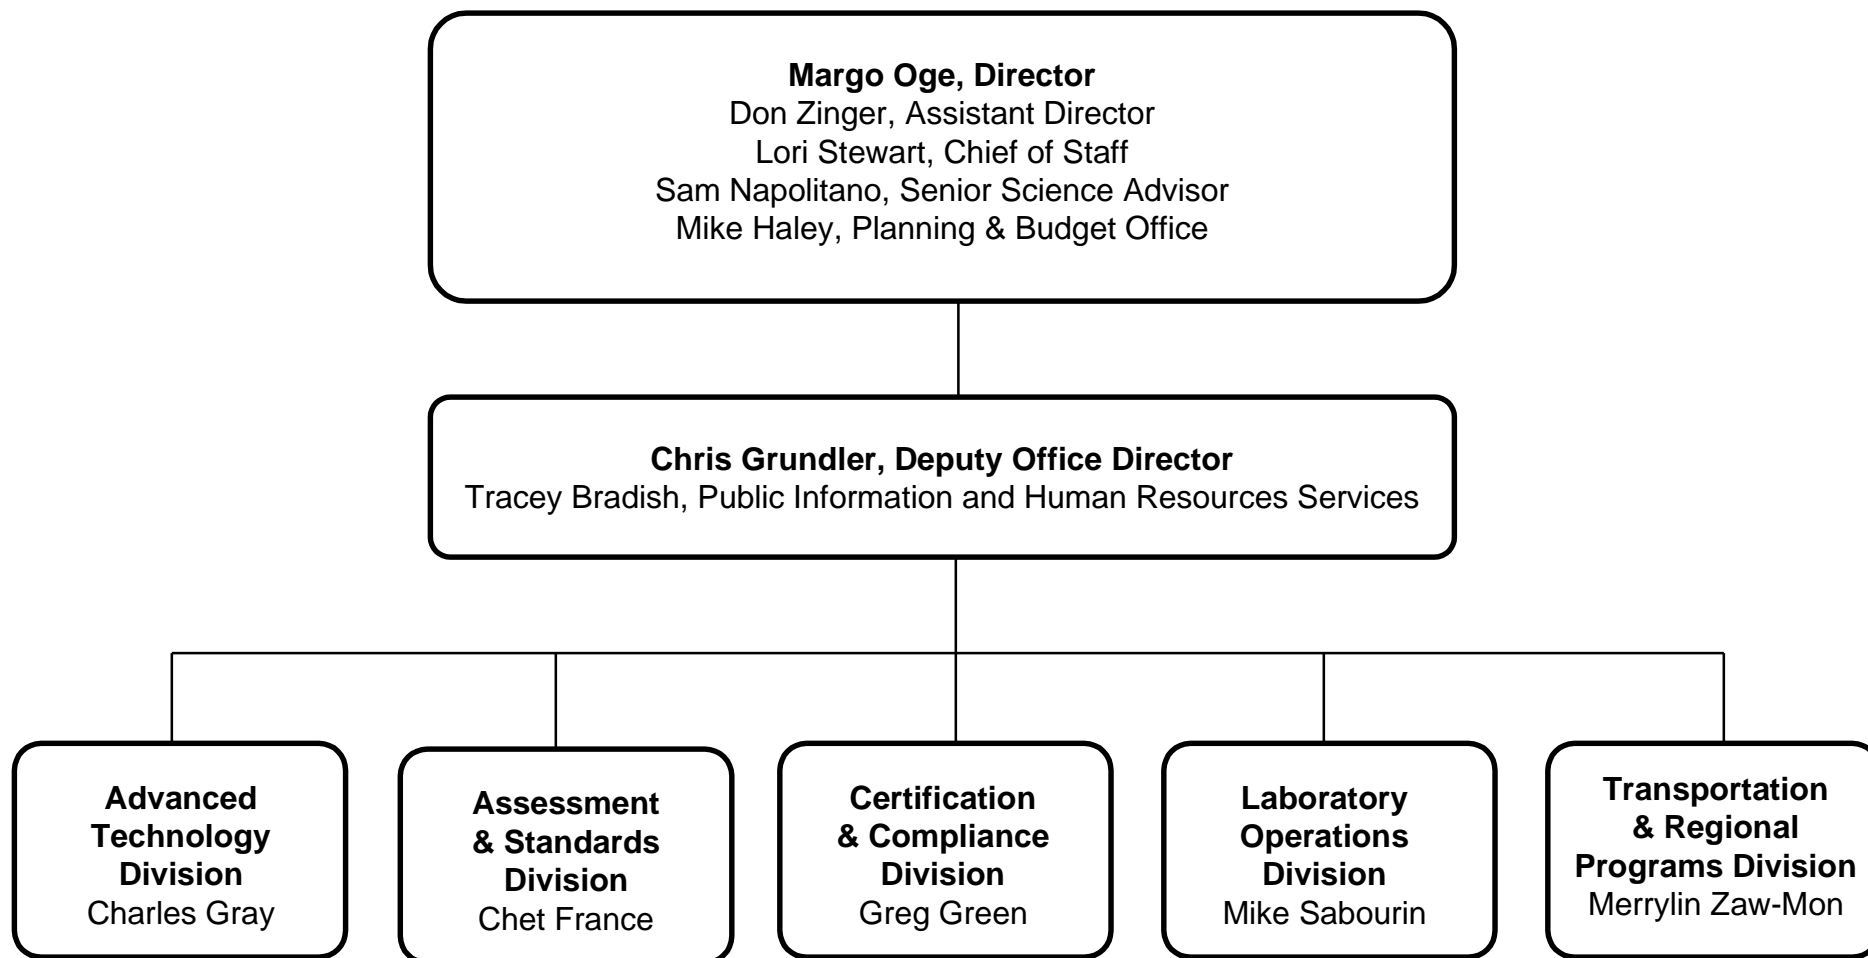 Margo Oge, Director
Don Zinger, Assistant Director
Lori Stewart, Chief of Staff
Sam Napolitano, Senior Science Advisor
Mike Haley, Planning & Budget Office
Chris Grundler, Deputy Office Director
Tracey Bradish, Public Information and Human Resources Services
Advanced
Technology
Division
Charles Gray
Assessment
& Standards
Division
Chet France
Certification
& Compliance
Division
Greg Green
Laboratory
Operations
Division
Mike Sabourin
Transportation
& Regional
Programs Division
Merrylin Zaw-Mon